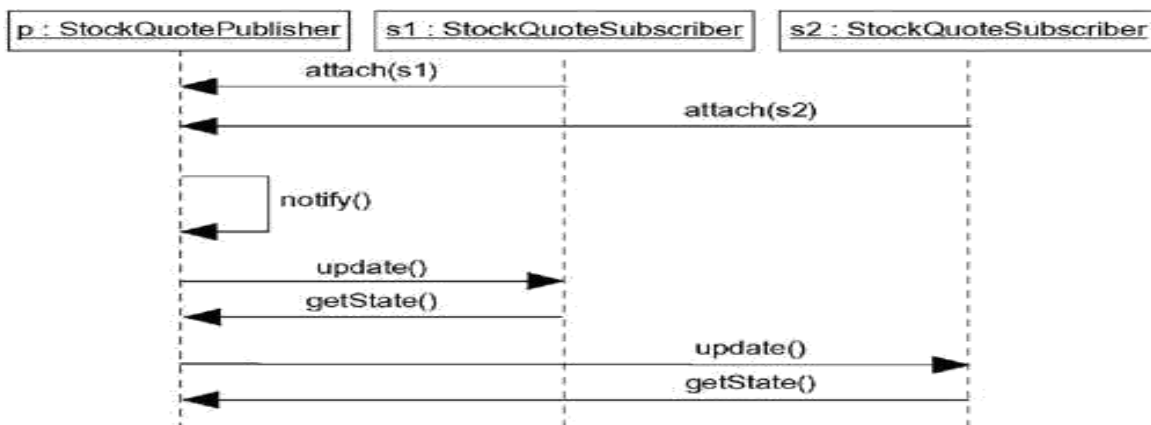 p : StockQuotePublisher
s1 : StockQuoteSubscriber
s2 : StockQuoteSubscriber
attach(s1)
attach(s2)
notify()
update()
getState()
update()
getState()